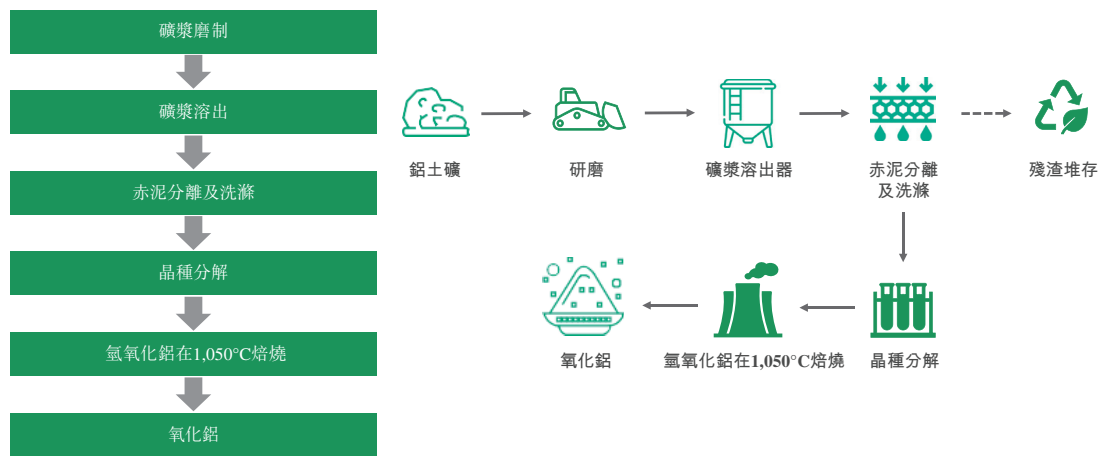 礦漿磨制
礦漿溶出
赤泥分離及洗滌
晶種分解
氫氧化鋁在1,050°C焙燒
氧化鋁
鋁土礦
研磨
礦漿溶出器
赤泥分離
及洗滌
殘渣堆存
氧化鋁
氫氧化鋁在1,050°C焙燒
晶種分解